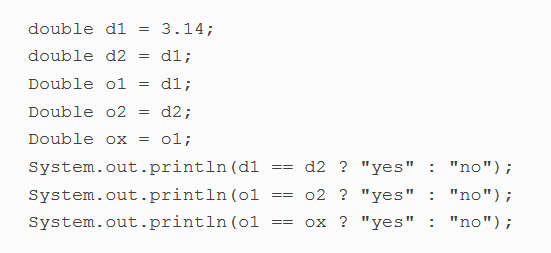 double d1 = 3.14;
double d2 = d1;
Double o1 = d1;
Double o2 = d2;
Double ox = o1;
System.out.println(d1 == d2 ? "yes" : "no");
System.out.println(o1 == o2 ? "yes" : "no");
System.out.println(o1 == ox ? "yes" : "no");